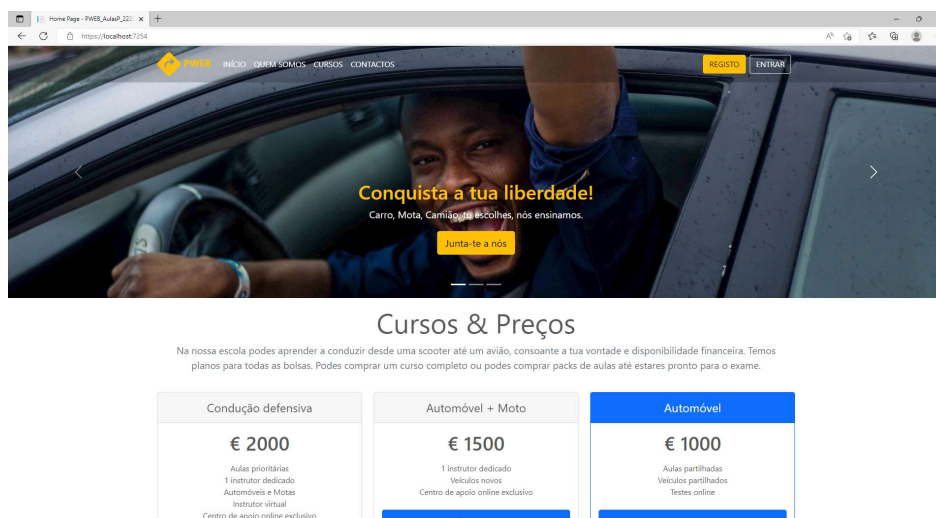 Home Page - PWEB_AulasP_222
https://localhost:7254
PWEB INÍCIO QUEM SOMOS CURSOS CONTACTOS REGISTO ENTRAR
Conquista a tua liberdade!
Carro, Mota, Camião, tu escolhes, nós ensinamos.
Junta-te a nós
Cursos & Preços
Na nossa escola podes aprender a conduzir desde uma scooter até um avião, consoante a tua vontade e disponibilidade financeira. Temos
planos para todas as bolsas. Podes comprar um curso completo ou podes comprar packs de aulas até estares pronto para o exame.
Condução defensiva
€ 2000
Aulas prioritárias
1 instrutor dedicado
Automóveis e Motas
Instrutor virtual
Centro de apoio online exclusivo
Automóvel + Moto
€ 1500
1 instrutor dedicado
Veículos novos
Centro de apoio online exclusivo
Automóvel
€ 1000
Aulas partilhadas
Veículos partilhados
Testes online